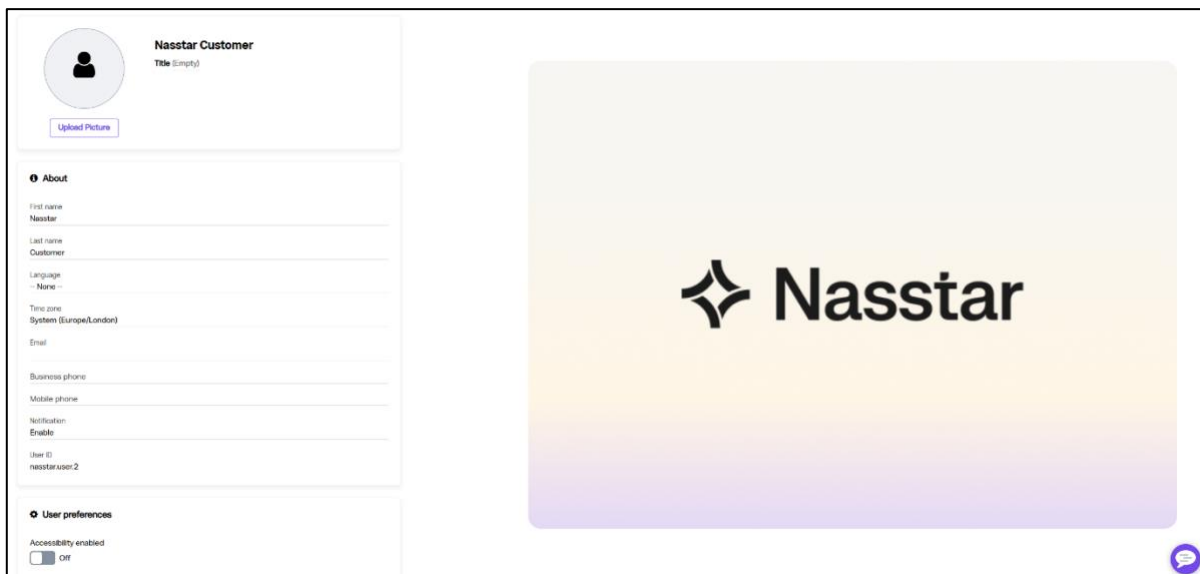 Nasstar Customer
Title (Empty)
Upload Picture
About
First name
Nasstar
Last name
Customer
Language
-- None --
Time zone
System (Europe/London)
Email
Business phone
Mobile phone
Notification
Enable
User ID
nasstar.user.2
User preferences
Accessibility enabled
Off
Nasstar